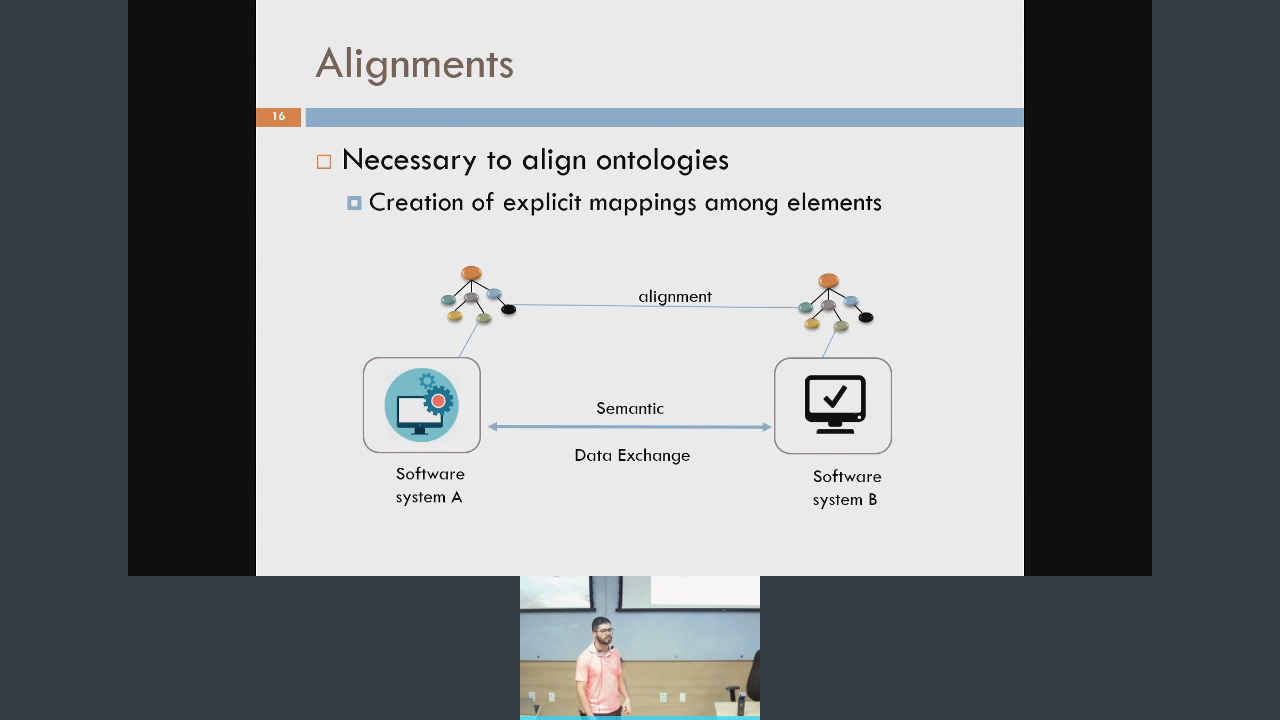 Alignments
16
Necessary to align ontologies
Creation of explicit mappings among elements
alignment
Semantic
Data Exchange
Software
system A
Software
system B